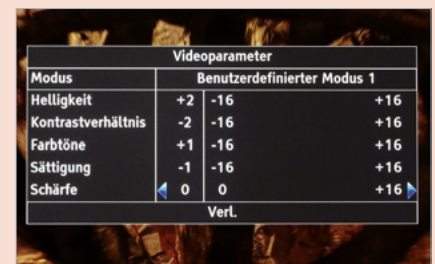 Videoparameter
Modus Benutzerdefinierter Modus 1
Helligkeit +2 -16 +16
Kontrastverhältnis -2 -16 +16
Farbtöne +1 -16 +16
Sättigung -1 -16 +16
Schärfe 0 0 +16
Verl.